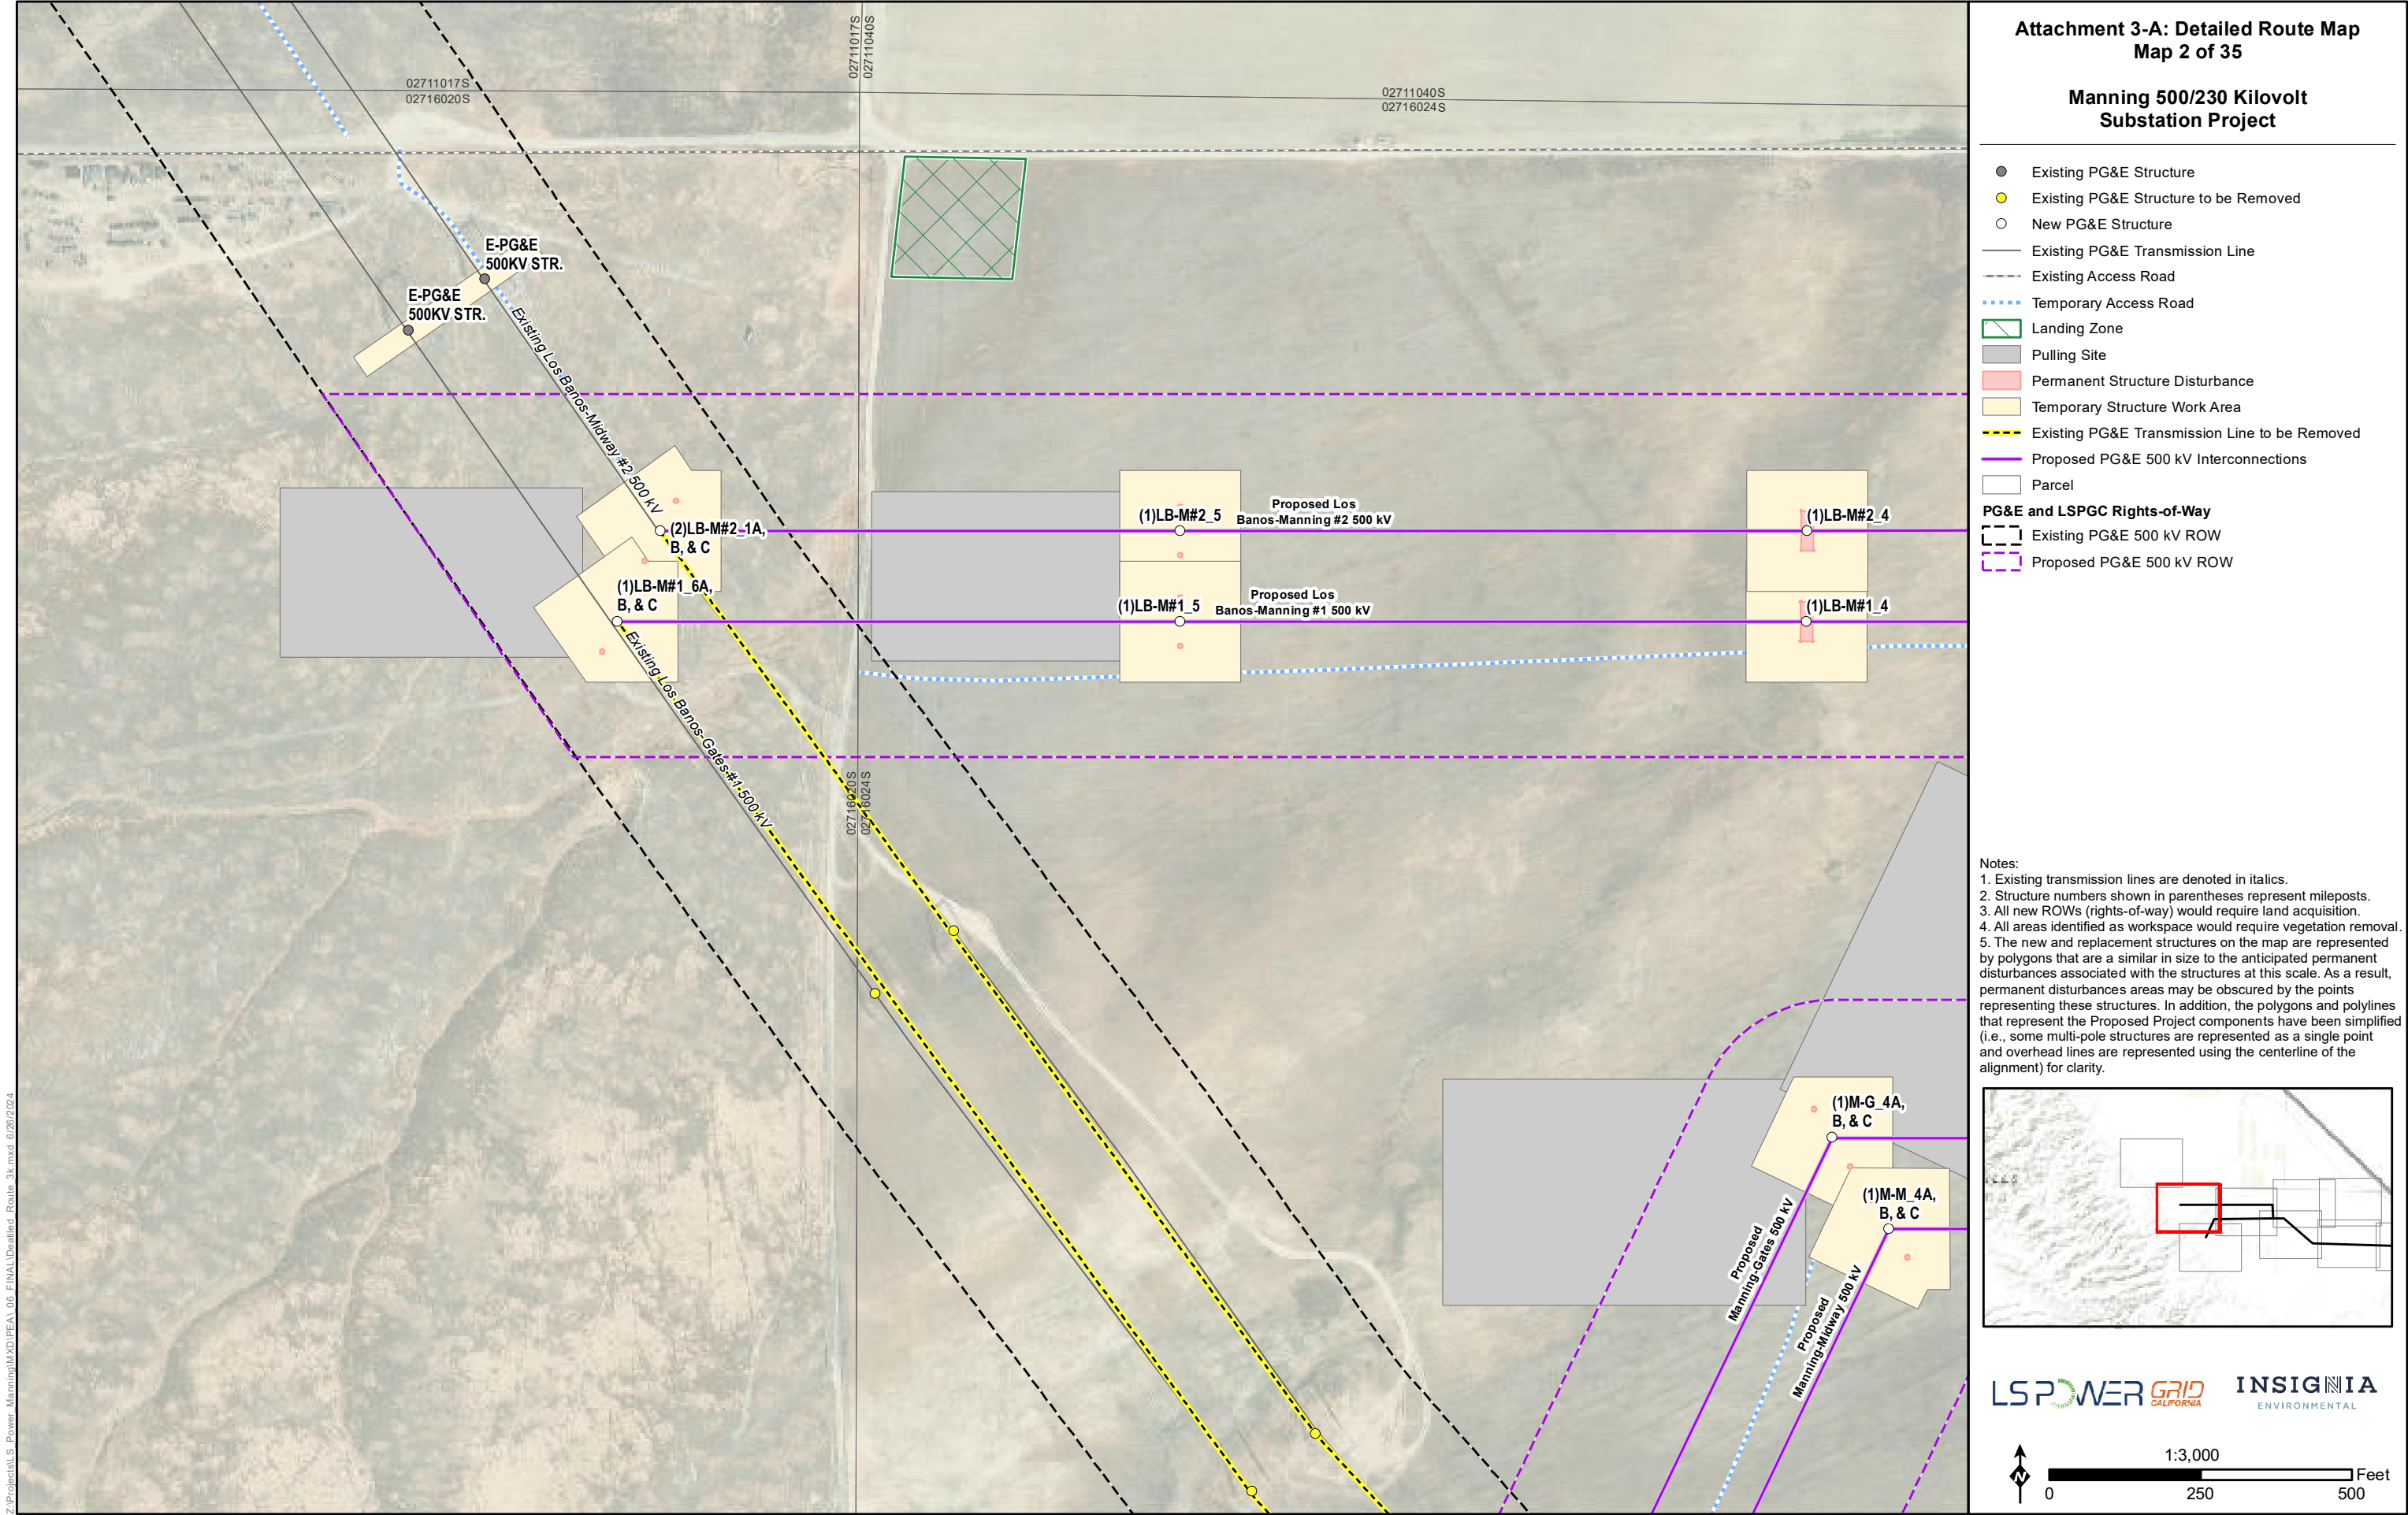 Attachment 3-A: Detailed Route Map
Map 2 of 35
Manning 500/230 Kilovolt
Substation Project
Existing PG&E Structure
Existing PG&E Structure to be Removed
New PG&E Structure
Existing PG&E Transmission Line
Existing Access Road
Temporary Access Road
Landing Zone
Pulling Site
Permanent Structure Disturbance
Temporary Structure Work Area
Existing PG&E Transmission Line to be Removed
Proposed PG&E 500 kV Interconnections
Parcel
PG&E and LSPGC Rights-of-Way
Existing PG&E 500 kV ROW
Proposed PG&E 500 kV ROW
Notes:
1. Existing transmission lines are denoted in italics.
2. Structure numbers shown in parentheses represent mileposts.
3. All new ROWs (rights-of-way) would require land acquisition.
4. All areas identified as workspace would require vegetation removal.
5. The new and replacement structures on the map are represented
by polygons that are a similar in size to the anticipated permanent
disturbances associated with the structures at this scale. As a result,
permanent disturbances areas may be obscured by the points
representing these structures. In addition, the polygons and polylines
that represent the Proposed Project components have been simplified
(i.e., some multi-pole structures are represented as a single point
and overhead lines are represented using the centerline of the
alignment) for clarity.
LS POWER GRID
CALIFORNIA
INSIGNIA
ENVIRONMENTAL
N
1:3,000
Feet
0 250 500
02711017S
02716020S
02711017S
02711040S
02711040S
02716024S
E-PG&E
500KV STR.
E-PG&E
500KV STR.
Existing Los Banos-Midway #2 500 kV
(2)LB-M#2_1A,
B, & C
(1)LB-M#1_6A,
B, & C
Existing Los Banos-Gates #1 500 kV
(1)LB-M#2_5
Proposed Los
Banos-Manning #2 500 kV
(1)LB-M#2_4
(1)LB-M#1_5
Proposed Los
Banos-Manning #1 500 kV
(1)LB-M#1_4
02716020S
02716024S
(1)M-G_4A,
B, & C
(1)M-M_4A,
B, & C
Proposed
Manning-Gates 500 kV
Proposed
Manning-Midway 500 kV
Z:\Projects\LS_Power_Manning\MXD\PEA\_06_FINAL\Deatiled_Route_3k.mxd 6/26/2024